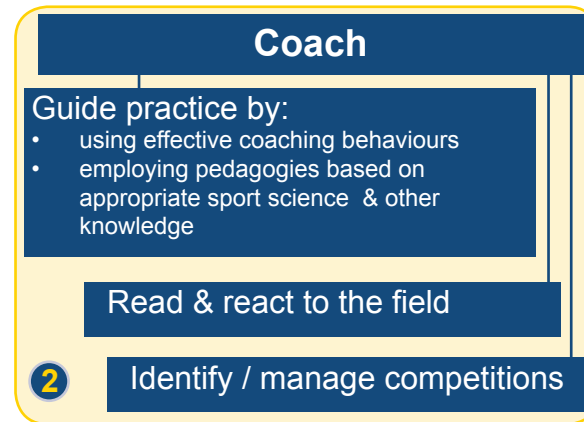 Coach
Guide practice by:
• using effective coaching behaviours
• employing pedagogies based on
appropriate sport science & other
knowledge
Read & react to the field
2 Identify / manage competitions